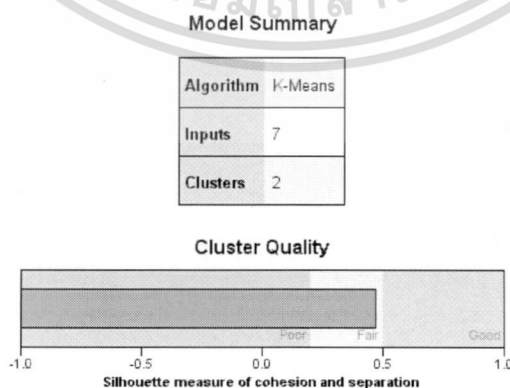 Model Summary
Algorithm K-Means
Inputs 7
Clusters 2
Cluster Quality
Poor Fair Good
-1.0 -0.5 0.0 0.5 1.0
Silhouette measure of cohesion and separation